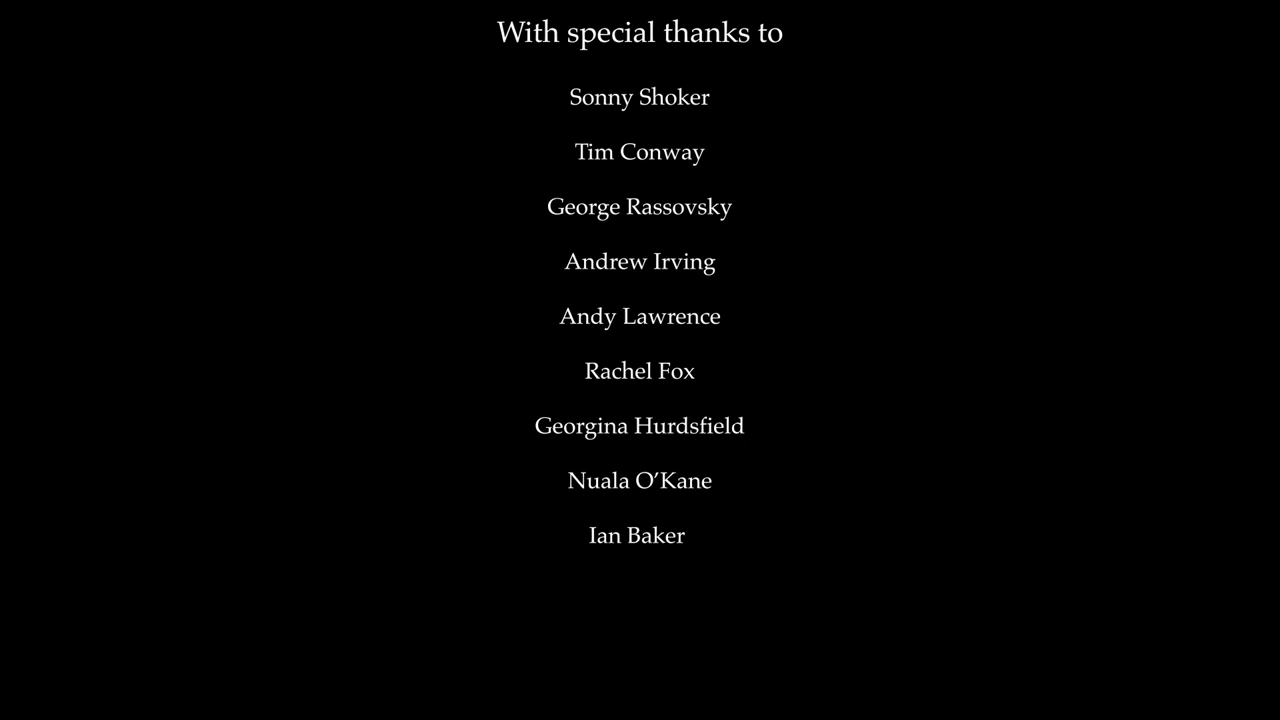 With special thanks to
Sonny Shoker
Tim Conway
George Rassovsky
Andrew Irving
Andy Lawrence
Rachel Fox
Georgina Hurdsfield
Nuala O’Kane
Ian Baker